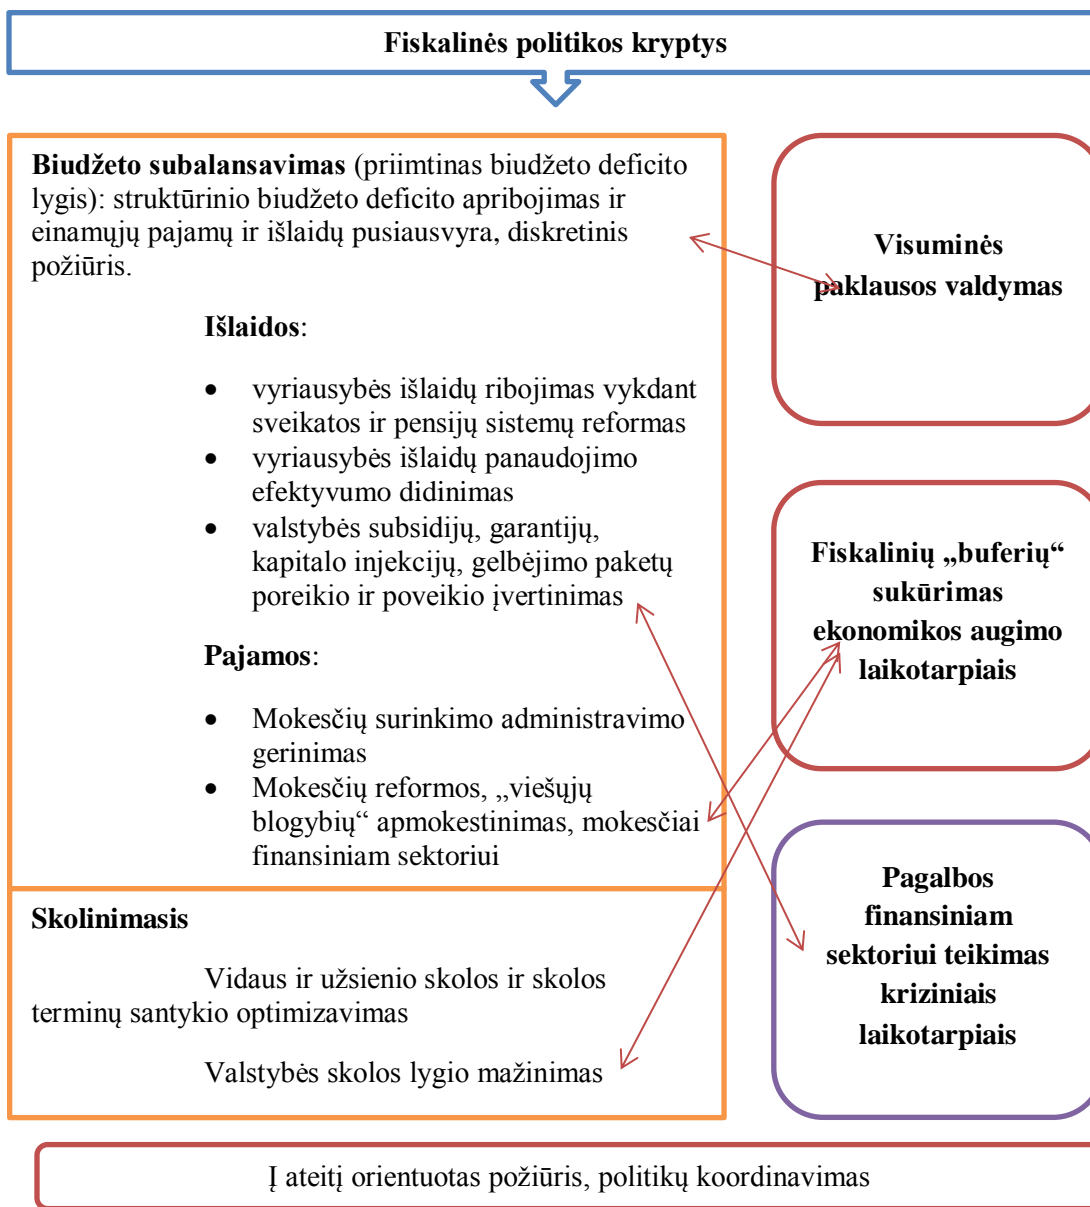 Fiskalinės politikos kryptys
Biudžeto subalansavimas (priimtinas biudžeto deficito
lygis): struktūrinio biudžeto deficito apribojimas ir
einamųjų pajamų ir išlaidų pusiausvyra, diskretinis
požiūris.
Išlaidos:
• vyriausybės išlaidų ribojimas vykdant
sveikatos ir pensijų sistemų reformas
• vyriausybės išlaidų panaudojimo
efektyvumo didinimas
• valstybės subsidijų, garantijų,
kapitalo injekcijų, gelbėjimo paketų
poreikio ir poveikio įvertinimas
Pajamos:
• Mokesčių surinkimo administravimo
gerinimas
• Mokesčių reformos, „viešųjų
blogybių“ apmokestinimas, mokesčiai
finansiniam sektoriui
Skolinimasis
Vidaus ir užsienio skolos ir skolos
terminų santykio optimizavimas
Valstybės skolos lygio mažinimas
Visuminės
paklausos valdymas
Fiskalinių „buferių“
sukūrimas
ekonomikos augimo
laikotarpiais
Pagalbos
finansiniam
sektoriui teikimas
kriziniais
laikotarpiais
Į ateitį orientuotas požiūris, politikų koordinavimas